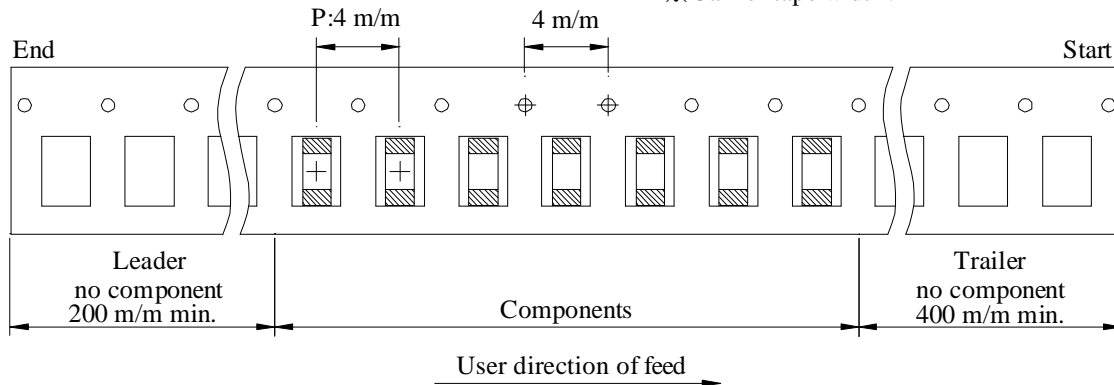 P:4 m/m
4 m/m
End
Start
Leader
no component
200 m/m min.
Components
Trailer
no component
400 m/m min.
User direction of feed